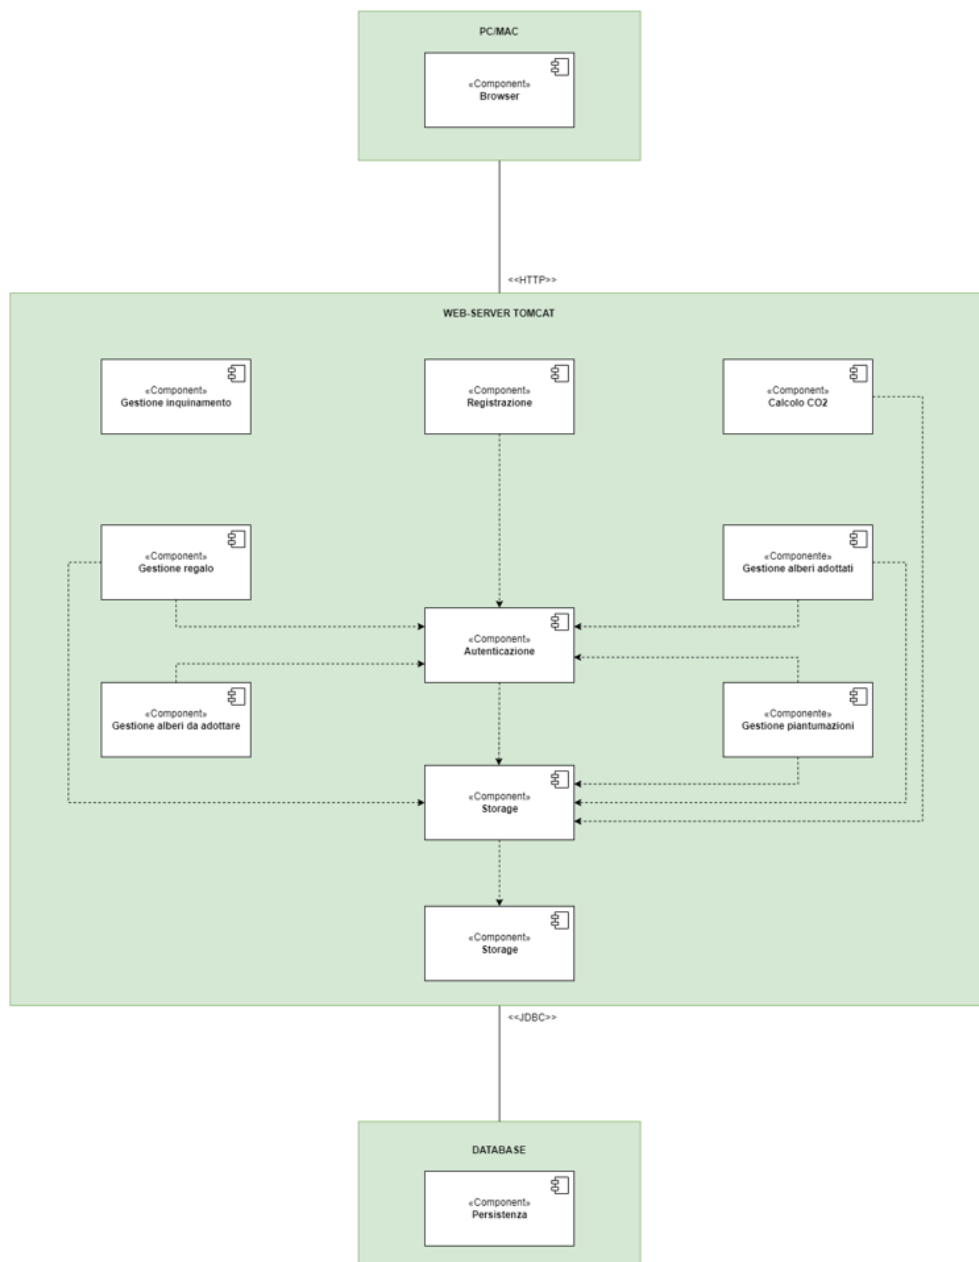 PC/MAC
«Component»
Browser
<<HTTP>>
WEB-SERVER TOMCAT
«Component»
Gestione inquinamento
«Component»
Registrazione
«Component»
Calcolo CO2
«Component»
Gestione regalo
«Componente»
Gestione alberi adottati
«Component»
Autenticazione
«Component»
Gestione alberi da adottare
«Componente»
Gestione piantumazioni
«Component»
Storage
«Component»
Storage
<<JDBC>>
DATABASE
«Component»
Persistenza